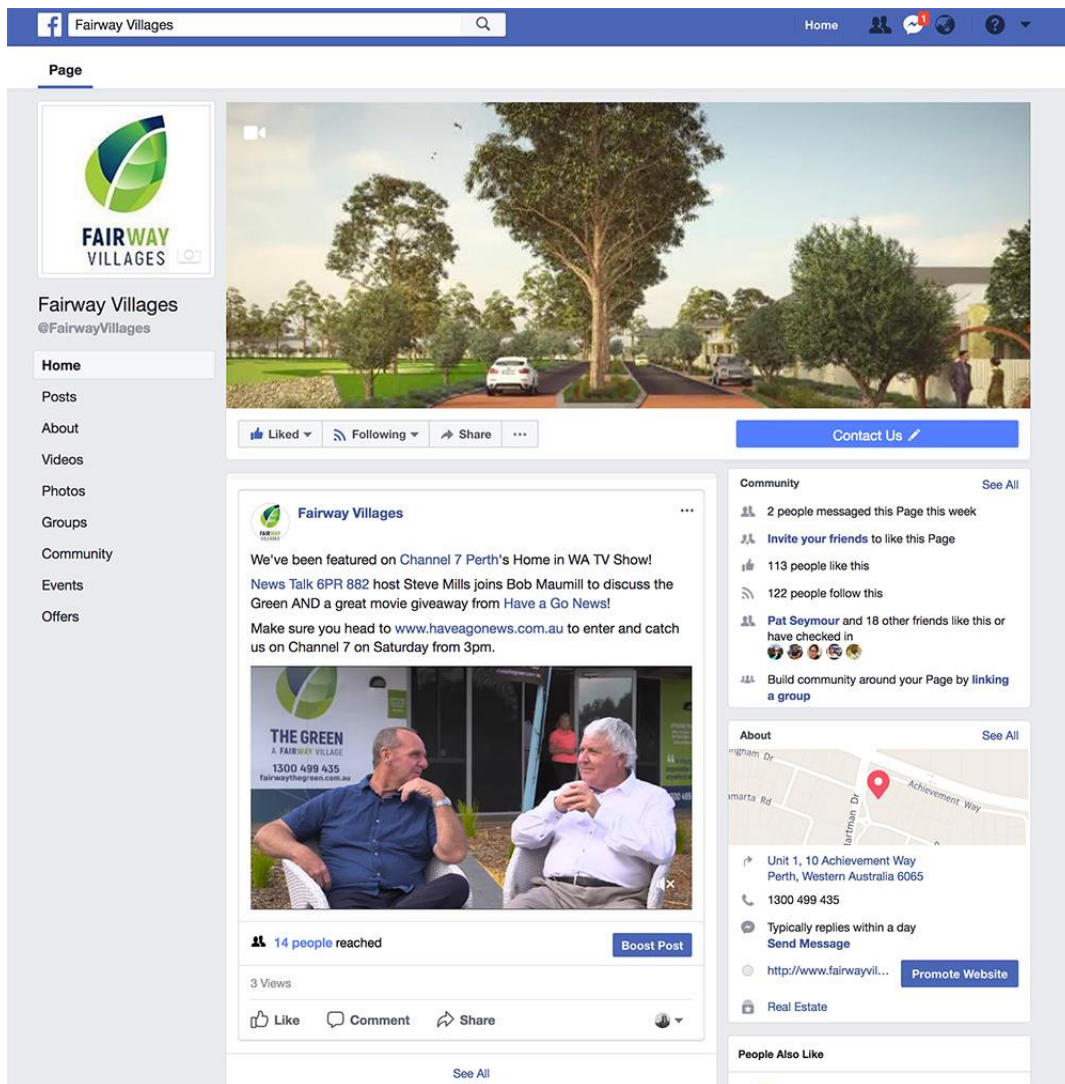 Fairway Villages
Home
1
Page
FAIRWAY
VILLAGES
Fairway Villages
@FairwayVillages
Home
Posts
About
Videos
Photos
Groups
Community
Events
Offers
Liked
Following
Share
Contact Us
Fairway Villages
We've been featured on Channel 7 Perth's Home in WA TV Show!
News Talk 6PR 882 host Steve Mills joins Bob Maumill to discuss the
Green AND a great movie giveaway from Have a Go News!
Make sure you head to www.haveagonews.com.au to enter and catch
us on Channel 7 on Saturday from 3pm.
THE GREEN
A FAIRWAY VILLAGE
1300 499 435
fairwaythegreen.com.au
14 people reached
Boost Post
3 Views
Like
Comment
Share
See All
Community
See All
2 people messaged this Page this week
Invite your friends to like this Page
113 people like this
122 people follow this
Pat Seymour and 18 other friends like this or
have checked in
Build community around your Page by linking
a group
About
See All
Achievement Way
Hartman Dr
Unit 1, 10 Achievement Way
Perth, Western Australia 6065
1300 499 435
Typically replies within a day
Send Message
http://www.fairwayvil...
Promote Website
Real Estate
People Also Like